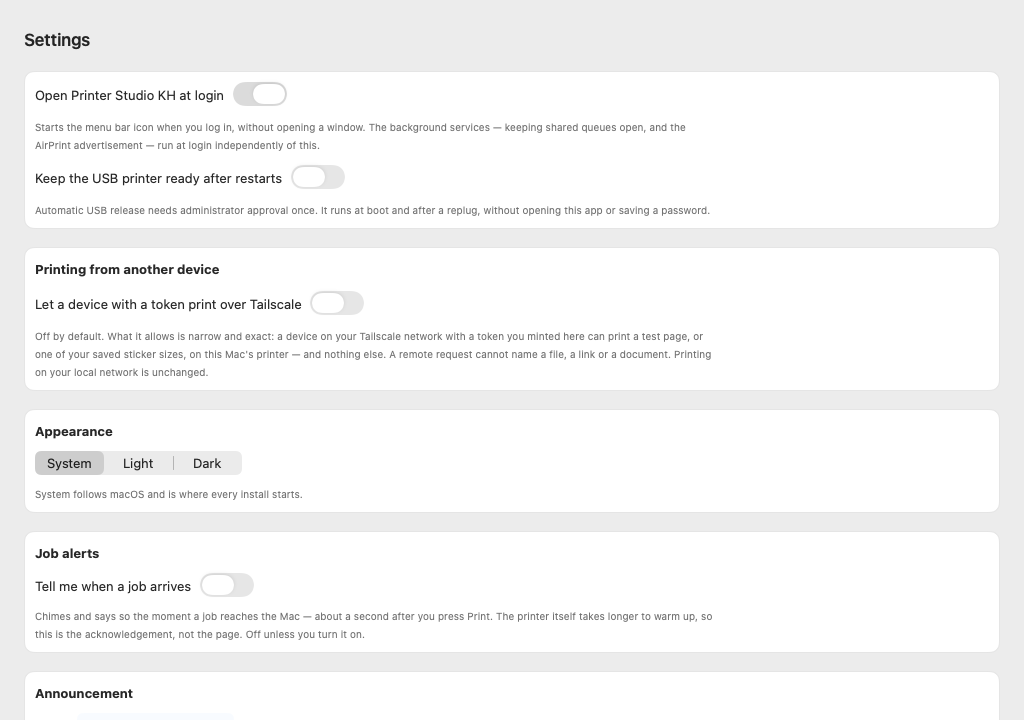 Settings
Open Printer Studio KH at login
Starts the menu bar icon when you log in, without opening a window. The background services — keeping shared queues open, and the
AirPrint advertisement — run at login independently of this.
Keep the USB printer ready after restarts
Automatic USB release needs administrator approval once. It runs at boot and after a replug, without opening this app or saving a password.
Printing from another device
Let a device with a token print over Tailscale
Off by default. What it allows is narrow and exact: a device on your Tailscale network with a token you minted here can print a test page, or
one of your saved sticker sizes, on this Mac's printer — and nothing else. A remote request cannot name a file, a link or a document. Printing
on your local network is unchanged.
Appearance
System Light Dark
System follows macOS and is where every install starts.
Job alerts
Tell me when a job arrives
Chimes and says so the moment a job reaches the Mac — about a second after you press Print. The printer itself takes longer to warm up, so
this is the acknowledgement, not the page. Off unless you turn it on.
Announcement